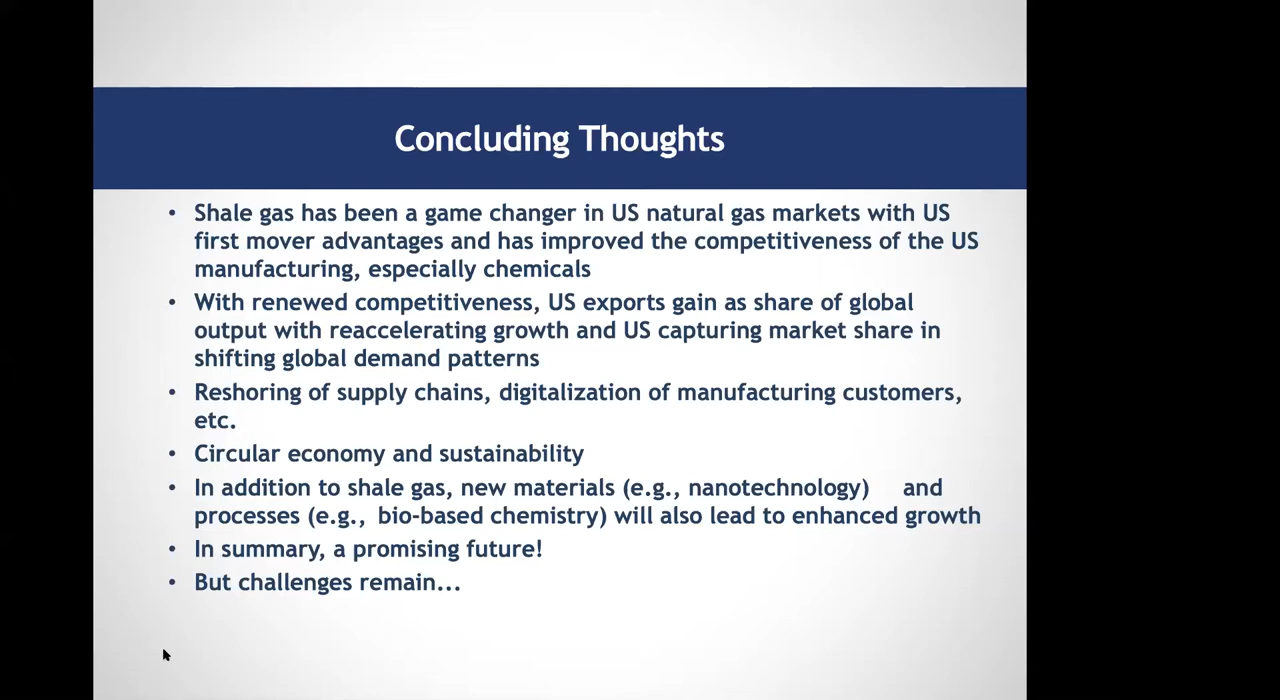 Concluding Thoughts
• Shale gas has been a game changer in US natural gas markets with US
first mover advantages and has improved the competitiveness of the US
manufacturing, especially chemicals
• With renewed competitiveness, US exports gain as share of global
output with reaccelerating growth and US capturing market share in
shifting global demand patterns
• Reshoring of supply chains, digitalization of manufacturing customers,
etc.
• Circular economy and sustainability
• In addition to shale gas, new materials (e.g., nanotechnology) and
processes (e.g., bio-based chemistry) will also lead to enhanced growth
• In summary, a promising future!
• But challenges remain...